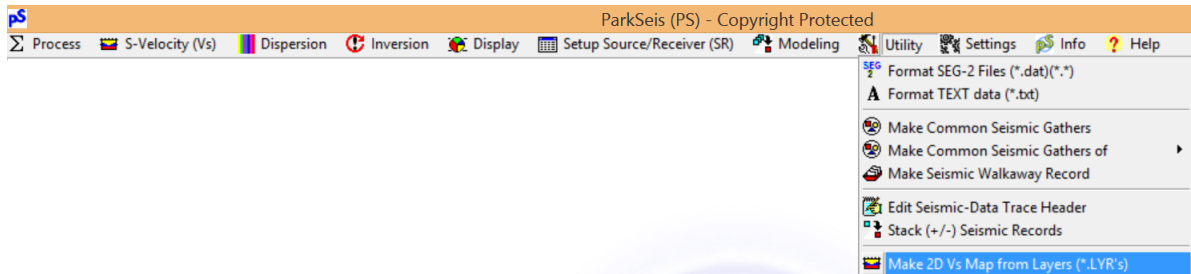 pS ParkSeis (PS) - Copyright Protected
Σ Process S-Velocity (Vs) Dispersion Inversion Display Setup Source/Receiver (SR) Modeling Utility Settings pS Info ? Help
SEG 2 Format SEG-2 Files (*.dat)(*.*)
A Format TEXT data (*.txt)
Make Common Seismic Gathers
Make Common Seismic Gathers of
Make Seismic Walkaway Record
Edit Seismic-Data Trace Header
Stack (+/-) Seismic Records
Make 2D Vs Map from Layers (*.LYR's)